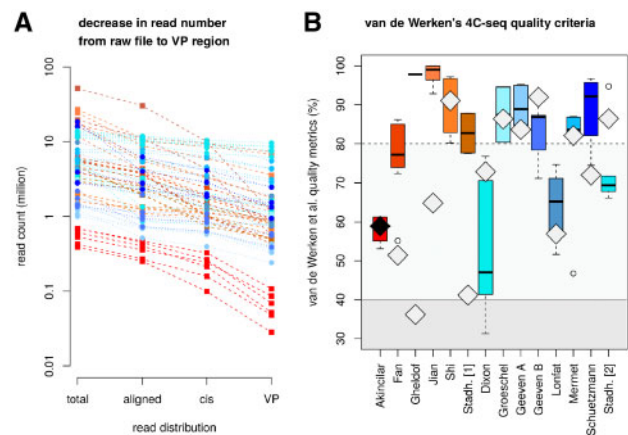 A
decrease in read number
from raw file to VP region
read count (million)
100
10
1
0.1
0.01
total
aligned
cis
VP
read distribution
B
van de Werken's 4C-seq quality criteria
van de Werken et al. quality metrics (%)
100
90
80
70
60
50
40
30
Akincilar
Fan
Gheldof
Jian
Shi
Stadh. [1]
Dixon
Groeschel
Geeven A
Geeven B
Lonfat
Mermet
Schuetzmann
Stadh. [2]